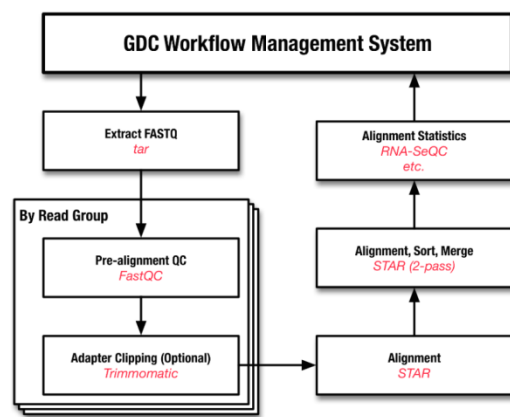 GDC Workflow Management System
Extract FASTQ
tar
By Read Group
Pre-alignment QC
FastQC
Adapter Clipping (Optional)
Trimmomatic
Alignment
STAR
Alignment, Sort, Merge
STAR (2-pass)
Alignment Statistics
RNA-SeQC
etc.